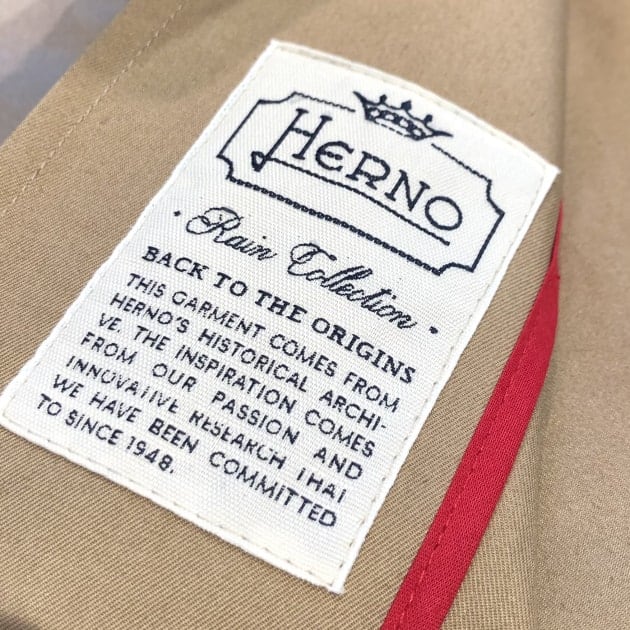 HERNO
· Rain Collection ·
BACK TO THE ORIGINS
THIS GARMENT COMES FROM
HERNO'S HISTORICAL ARCHI-
VE. THE INSPIRATION COMES
FROM OUR PASSION AND
INNOVATIVE RESEARCH THAT
WE HAVE BEEN COMMITTED
TO SINCE 1948.